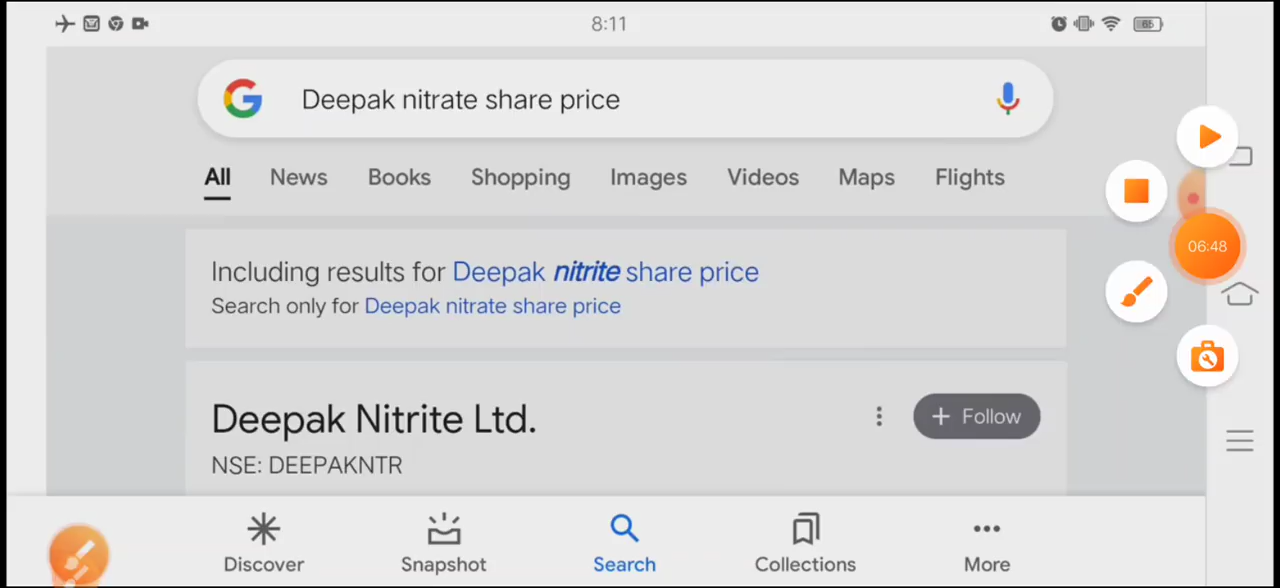 8:11
65
Deepak nitrate share price
All News Books Shopping Images Videos Maps Flights
Including results for Deepak nitrite share price
Search only for Deepak nitrate share price
06:48
Deepak Nitrite Ltd.
+ Follow
NSE: DEEPAKNTR
Discover Snapshot Search Collections More